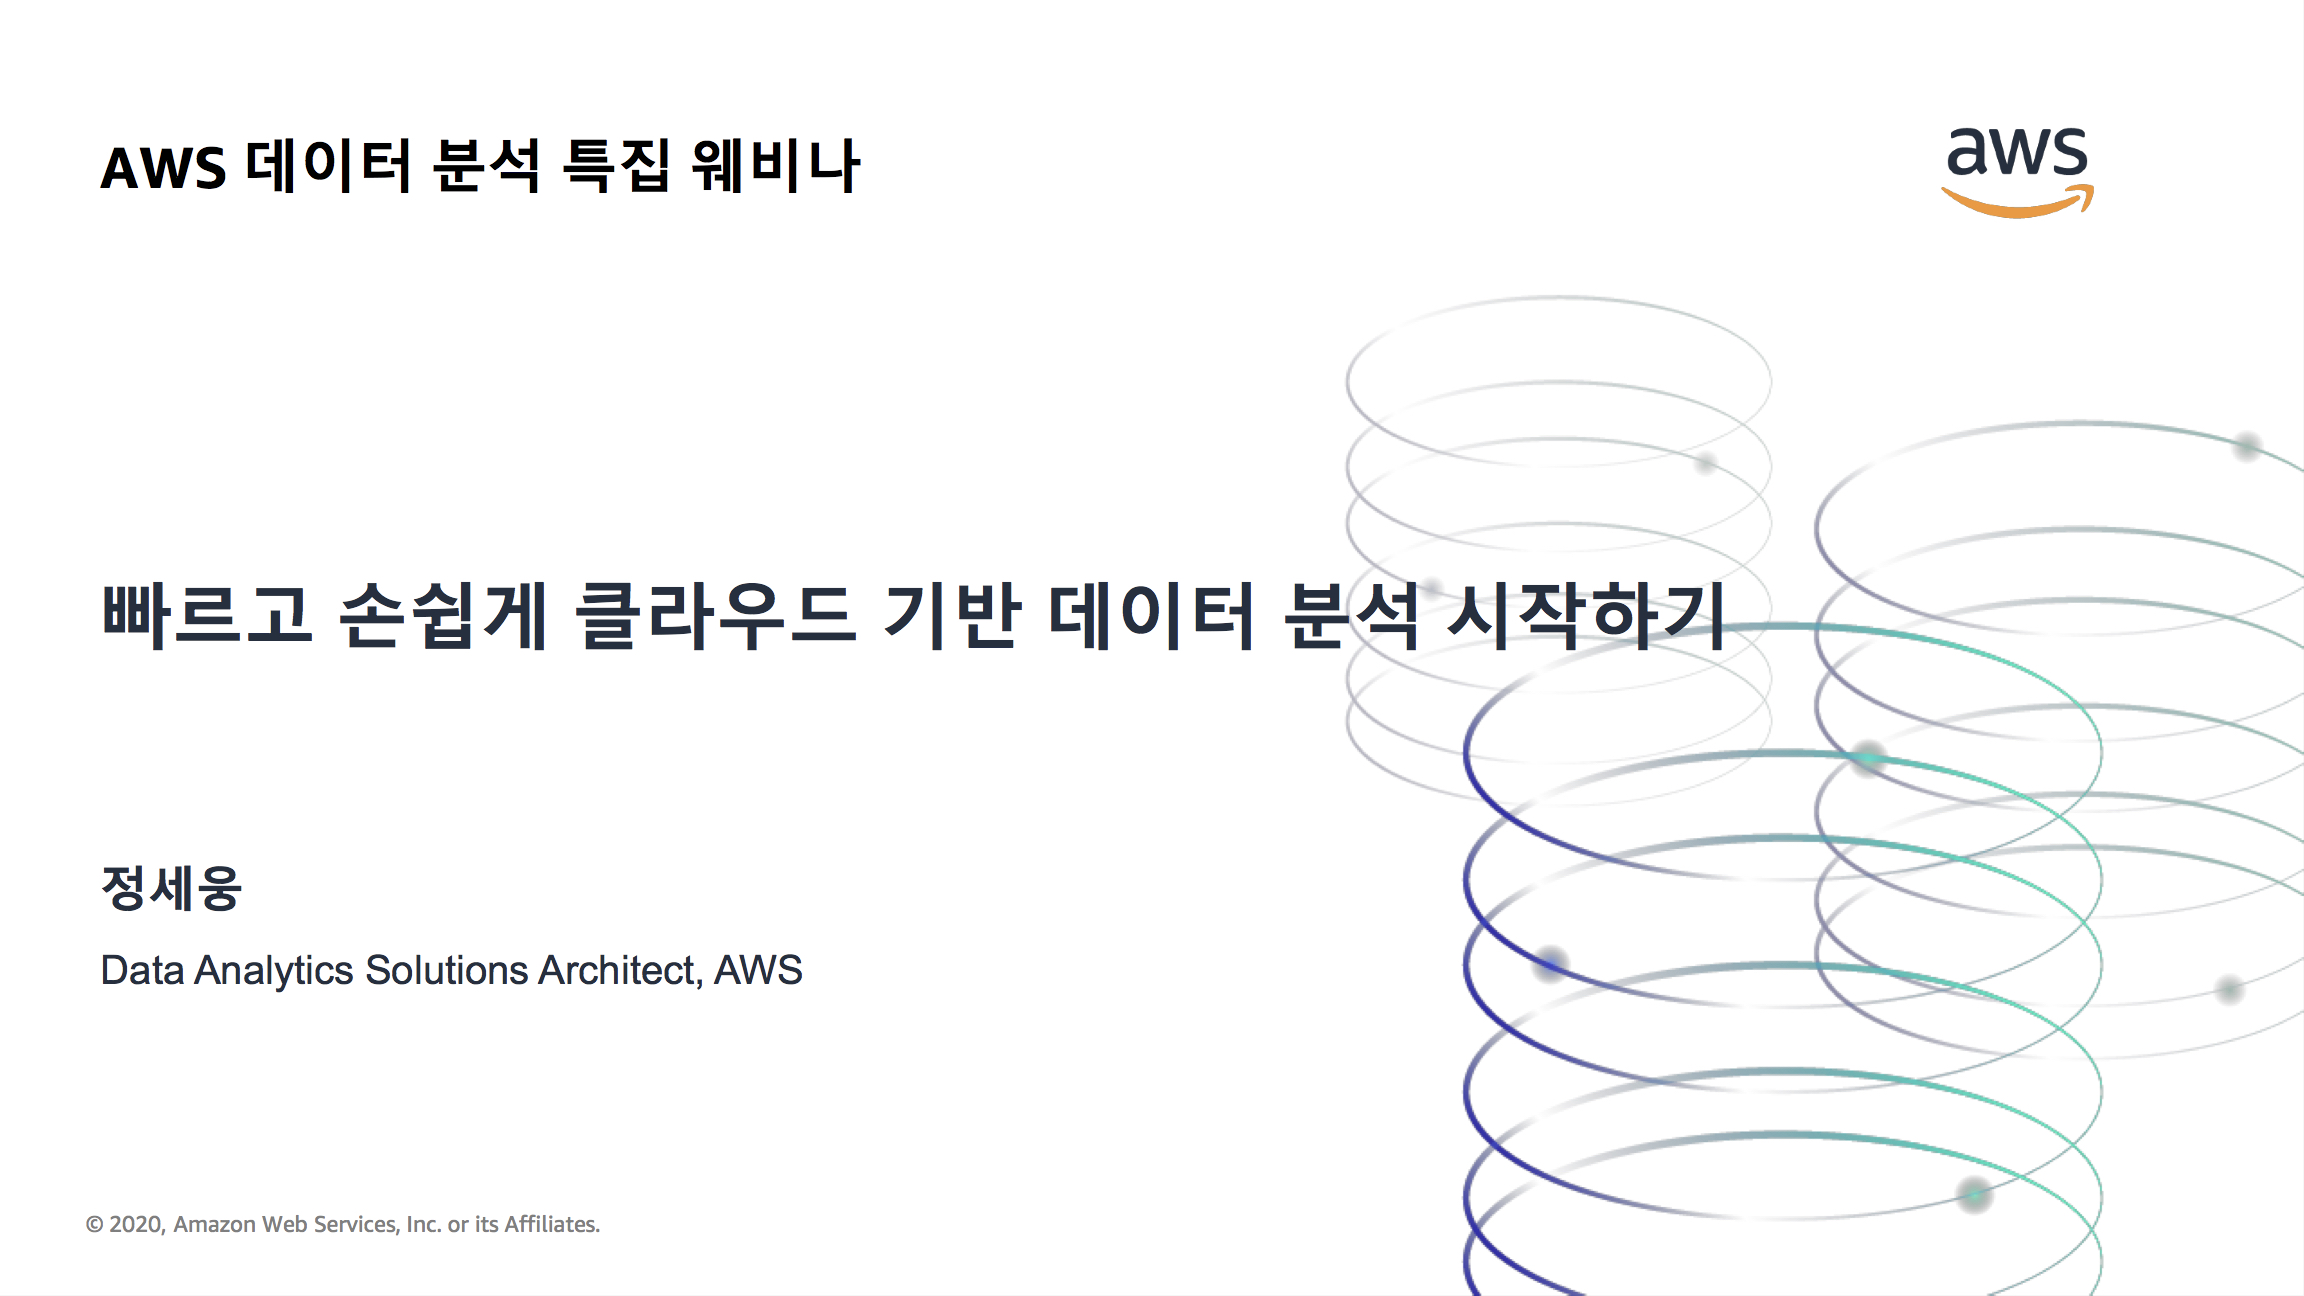 AWS 데이터 분석 특집 웨비나
aws
빠르고 손쉽게 클라우드 기반 데이터 분석 시작하기
정세웅
Data Analytics Solutions Architect, AWS
© 2020, Amazon Web Services, Inc. or its Affiliates.